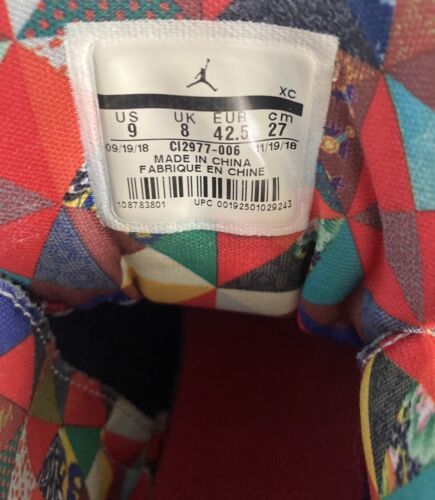 XC
US UK EUR cm
9 8 42.5 27
09/19/18 CI2977-006 11/19/18
MADE IN CHINA
FABRIQUE EN CHINE
108783801 UPC 00192501029243